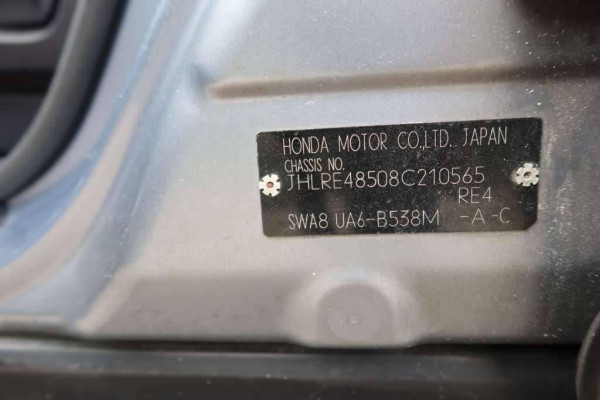 HONDA MOTOR CO.,LTD. JAPAN
CHASSIS NO.
JHLRE48508C210565
RE4
SWA8 UA6-B538M -A -C